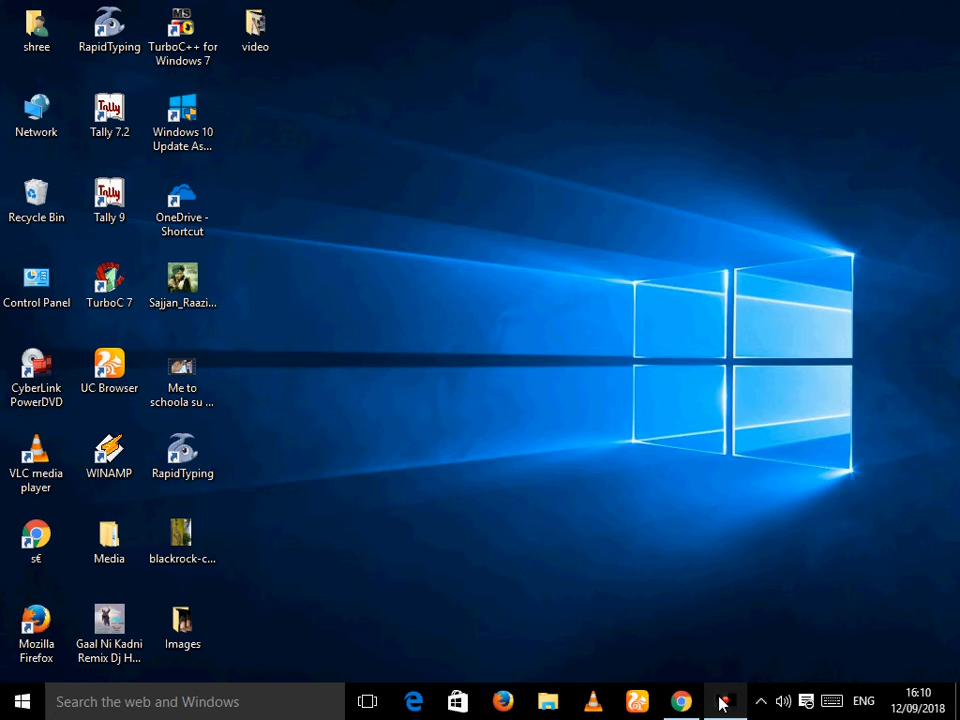 shree
RapidTyping
TurboC++ for
Windows 7
video
Network
Tally 7.2
Windows 10
Update As...
Recycle Bin
Tally 9
OneDrive -
Shortcut
Control Panel
TurboC 7
Sajjan_Raazi...
CyberLink
PowerDVD
UC Browser
Me to
schoola su ...
VLC media
player
WINAMP
RapidTyping
s€
Media
blackrock-c...
Mozilla
Firefox
Gaal Ni Kadni
Remix Dj H...
Images
Search the web and Windows
ENG
16:10
12/09/2018
MS
Tally
Tally